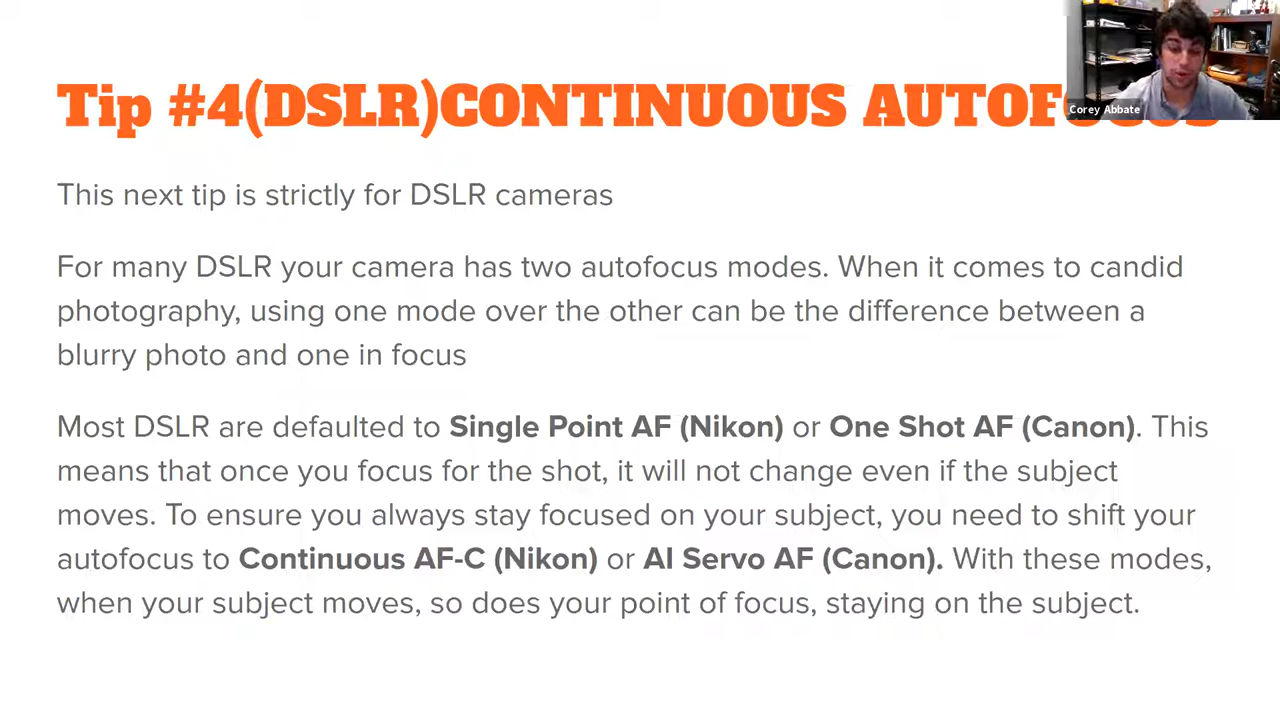 Tip #4(DSLR)CONTINUOUS AUTOFOCUS
Corey Abbate
This next tip is strictly for DSLR cameras
For many DSLR your camera has two autofocus modes. When it comes to candid
photography, using one mode over the other can be the difference between a
blurry photo and one in focus
Most DSLR are defaulted to Single Point AF (Nikon) or One Shot AF (Canon). This
means that once you focus for the shot, it will not change even if the subject
moves. To ensure you always stay focused on your subject, you need to shift your
autofocus to Continuous AF-C (Nikon) or AI Servo AF (Canon). With these modes,
when your subject moves, so does your point of focus, staying on the subject.